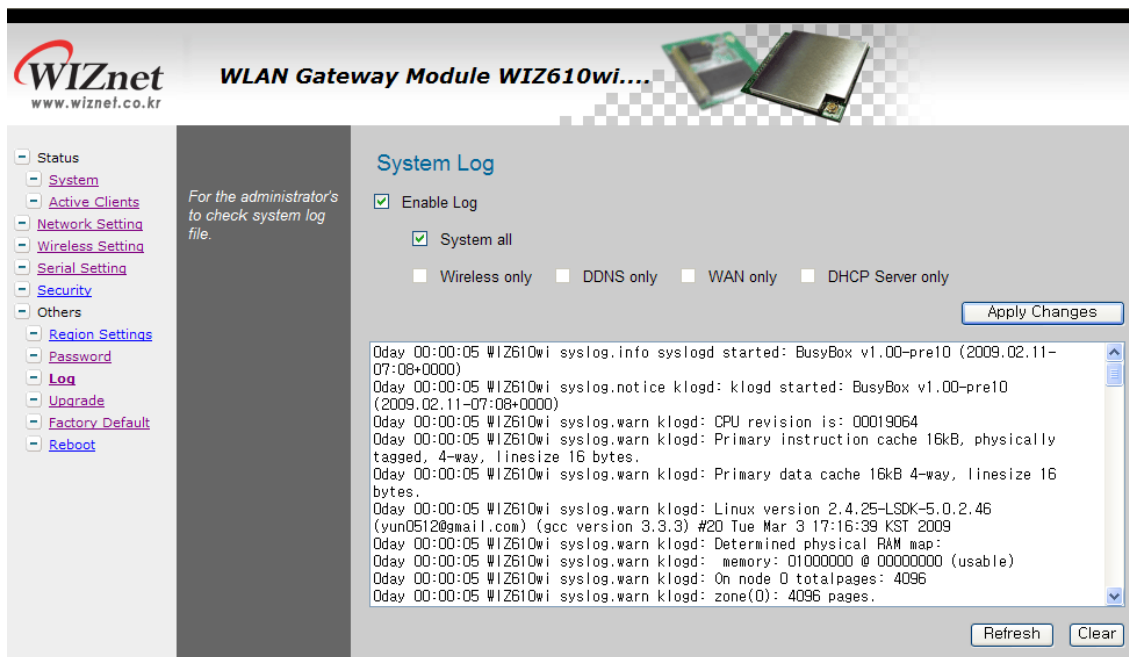 WIZnet
www.wiznet.co.kr
WLAN Gateway Module WIZ610wi....
Status
System
Active Clients
Network Setting
Wireless Setting
Serial Setting
Security
Others
Region Settings
Password
Log
Upgrade
Factory Default
Reboot
For the administrator's
to check system log
file.
System Log
Enable Log
System all
Wireless only DDNS only WAN only DHCP Server only
Apply Changes
0day 00:00:05 WIZ610wi syslog.info syslogd started: BusyBox v1.00-pre10 (2009.02.11-
07:08+0000)
0day 00:00:05 WIZ610wi syslog.notice klogd: klogd started: BusyBox v1.00-pre10
(2009.02.11-07:08+0000)
0day 00:00:05 WIZ610wi syslog.warn klogd: CPU revision is: 00019064
0day 00:00:05 WIZ610wi syslog.warn klogd: Primary instruction cache 16kB, physically
tagged, 4-way, linesize 16 bytes.
0day 00:00:05 WIZ610wi syslog.warn klogd: Primary data cache 16kB 4-way, linesize 16
bytes.
0day 00:00:05 WIZ610wi syslog.warn klogd: Linux version 2.4.25-LSDK-5.0.2.46
(yun0512@gmail.com) (gcc version 3.3.3) #20 Tue Mar 3 17:16:39 KST 2009
0day 00:00:05 WIZ610wi syslog.warn klogd: Determined physical RAM map:
0day 00:00:05 WIZ610wi syslog.warn klogd:  memory: 01000000 @ 00000000 (usable)
0day 00:00:05 WIZ610wi syslog.warn klogd: On node 0 totalpages: 4096
0day 00:00:05 WIZ610wi syslog.warn klogd: zone(0): 4096 pages.
Refresh Clear